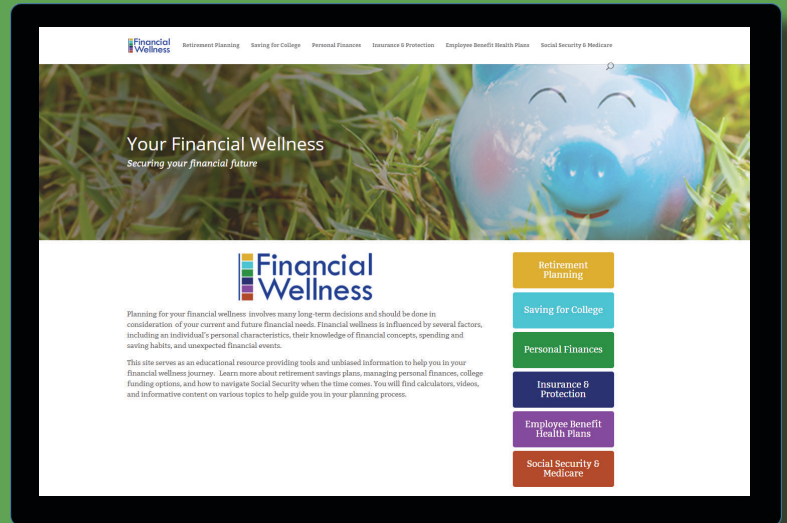 Financial
Wellness
Retirement Planning
Saving for College
Personal Finances
Insurance & Protection
Employee Benefit Health Plans
Social Security & Medicare
Your Financial Wellness
Securing your financial future
Financial
Wellness
Planning for your financial wellness involves many long-term decisions and should be done in
consideration of your current and future financial needs. Financial wellness is influenced by several factors,
including an individual's personal characteristics, their knowledge of financial concepts, spending and
saving habits, and unexpected financial events.
This site serves as an educational resource providing tools and unbiased information to help you in your
financial wellness journey. Learn more about retirement savings plans, managing personal finances, college
funding options, and how to navigate Social Security when the time comes. You will find calculators, videos,
and informative content on various topics to help guide you in your planning process.
Retirement
Planning
Saving for College
Personal Finances
Insurance &
Protection
Employee Benefit
Health Plans
Social Security &
Medicare